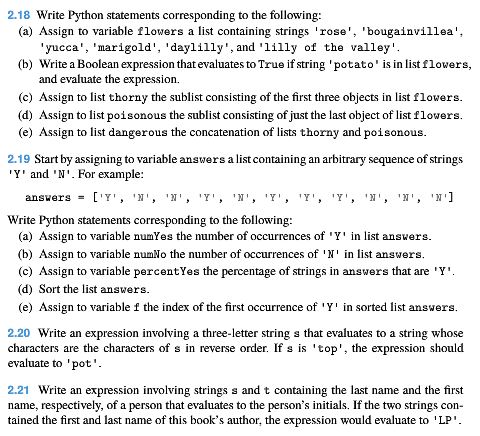 2.18 Write Python statements corresponding to the following:
(a) Assign to variable flowers a list containing strings 'rose', 'bougainvillea',
'yucca', 'marigold', 'daylilly', and 'lilly of the valley'.
(b) Write a Boolean expression that evaluates to True if string 'potato' is in list flowers,
and evaluate the expression.
(c) Assign to list thorny the sublist consisting of the first three objects in list flowers.
(d) Assign to list poisonous the sublist consisting of just the last object of list flowers.
(e) Assign to list dangerous the concatenation of lists thorny and poisonous.
2.19 Start by assigning to variable answers a list containing an arbitrary sequence of strings
'Y' and 'N'. For example:
answers = ['Y', 'N', 'N', 'Y', 'N', 'Y', 'Y', 'Y', 'N', 'N', 'N']
Write Python statements corresponding to the following:
(a) Assign to variable numYes the number of occurrences of 'Y' in list answers.
(b) Assign to variable numNo the number of occurrences of 'N' in list answers.
(c) Assign to variable percentYes the percentage of strings in answers that are 'Y'.
(d) Sort the list answers.
(e) Assign to variable f the index of the first occurrence of 'Y' in sorted list answers.
2.20 Write an expression involving a three-letter string s that evaluates to a string whose
characters are the characters of s in reverse order. If s is 'top', the expression should
evaluate to 'pot'.
2.21 Write an expression involving strings s and t containing the last name and the first
name, respectively, of a person that evaluates to the person's initials. If the two strings con-
tained the first and last name of this book's author, the expression would evaluate to 'LP'.